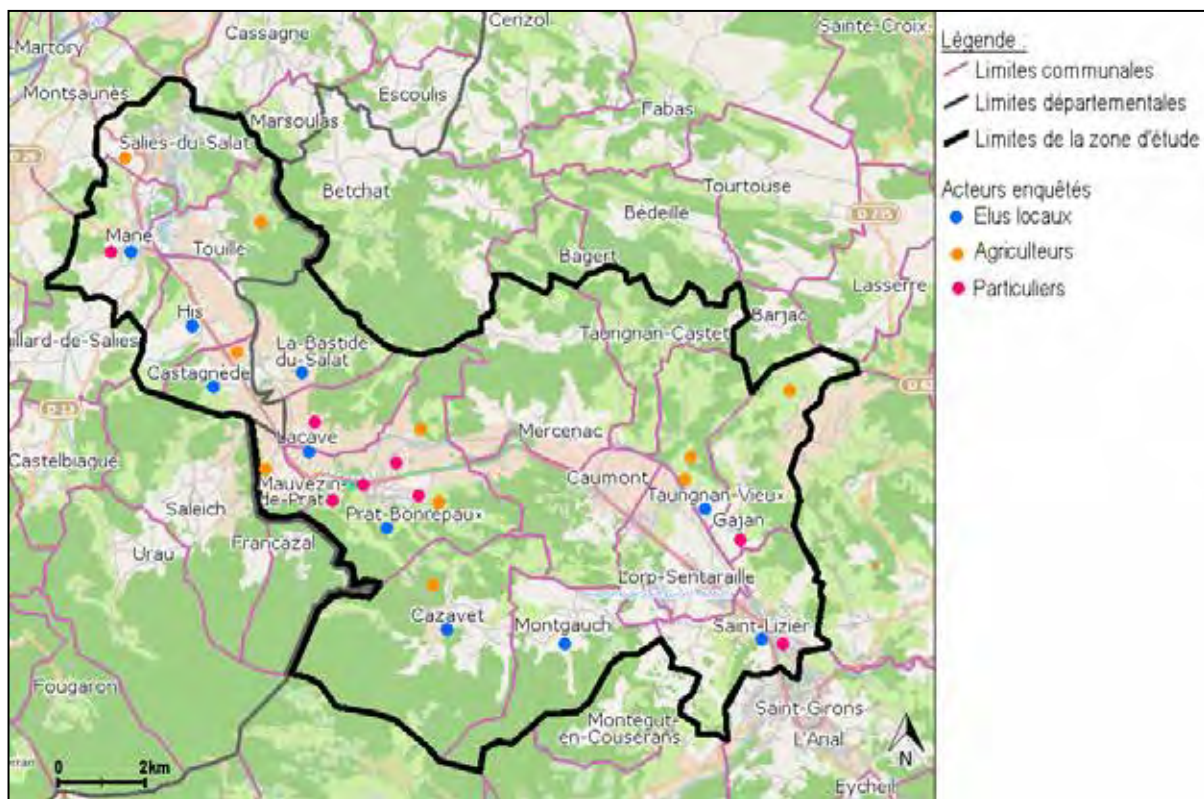 Cérizol
Sainte-Croix-
Cassagne
-Martory
Montsaunès
Escoulis
Fabas
Marsoulas
Salies-du-Salat
Betchat
Tourtouse
Bédeille
D 235
Mane
Touille
Bagert
Lasserre
Barjac
His
Taurignan-Castet
illard-de-Salies
La-Bastide
du-Salat
Castagnède
D 13
Lacave
Mercenac
Castelbiague
Caumont
Mauvezin-
de-Prat
Taurignan-Vieux
Saleich
Prat-Bonrepaux
Gajan
Urau
Francazal
Lorp-Sentaraille
Cazavet
Montgauch
Saint-Lizier
Fougaron
Montégut-
en-Couserans
Saint-Girons
L'Arial
N
0 2km
Eycheil
Légende :
Limites communales
Limites départementales
Limites de la zone d'étude
Acteurs enquêtés
Elus locaux
Agriculteurs
Particuliers